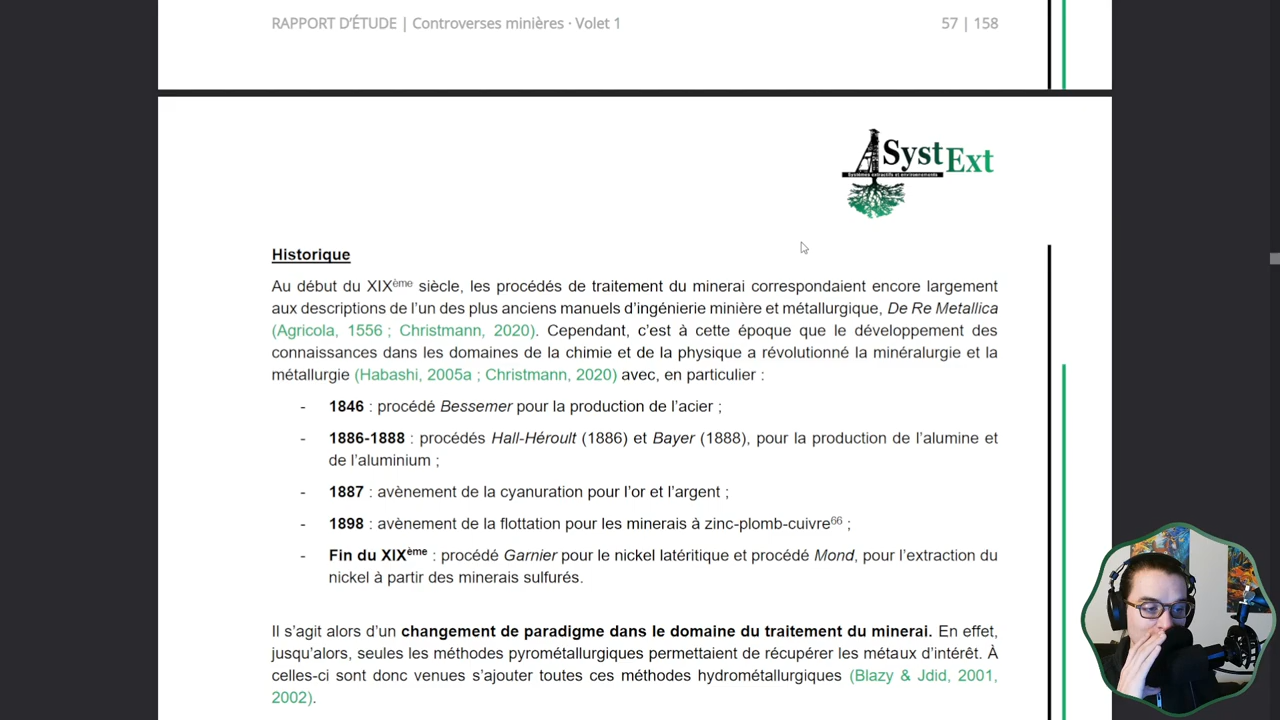 RAPPORT D'ÉTUDE | Controverses minières · Volet 1 57 | 158
SystExt
Systèmes extractifs et environnements
Historique
Au début du XIXème siècle, les procédés de traitement du minerai correspondaient encore largement
aux descriptions de l'un des plus anciens manuels d'ingénierie minière et métallurgique, De Re Metallica
(Agricola, 1556 ; Christmann, 2020). Cependant, c'est à cette époque que le développement des
connaissances dans les domaines de la chimie et de la physique a révolutionné la minéralurgie et la
métallurgie (Habashi, 2005a ; Christmann, 2020) avec, en particulier :
- 1846 : procédé Bessemer pour la production de l'acier ;
- 1886-1888 : procédés Hall-Héroult (1886) et Bayer (1888), pour la production de l'alumine et
de l'aluminium ;
- 1887 : avènement de la cyanuration pour l'or et l'argent ;
- 1898 : avènement de la flottation pour les minerais à zinc-plomb-cuivre66 ;
- Fin du XIXème : procédé Garnier pour le nickel latéritique et procédé Mond, pour l'extraction du
nickel à partir des minerais sulfurés.
Il s'agit alors d'un changement de paradigme dans le domaine du traitement du minerai. En effet,
jusqu'alors, seules les méthodes pyrométallurgiques permettaient de récupérer les métaux d'intérêt. À
celles-ci sont donc venues s'ajouter toutes ces méthodes hydrométallurgiques (Blazy & Jdid, 2001,
2002).